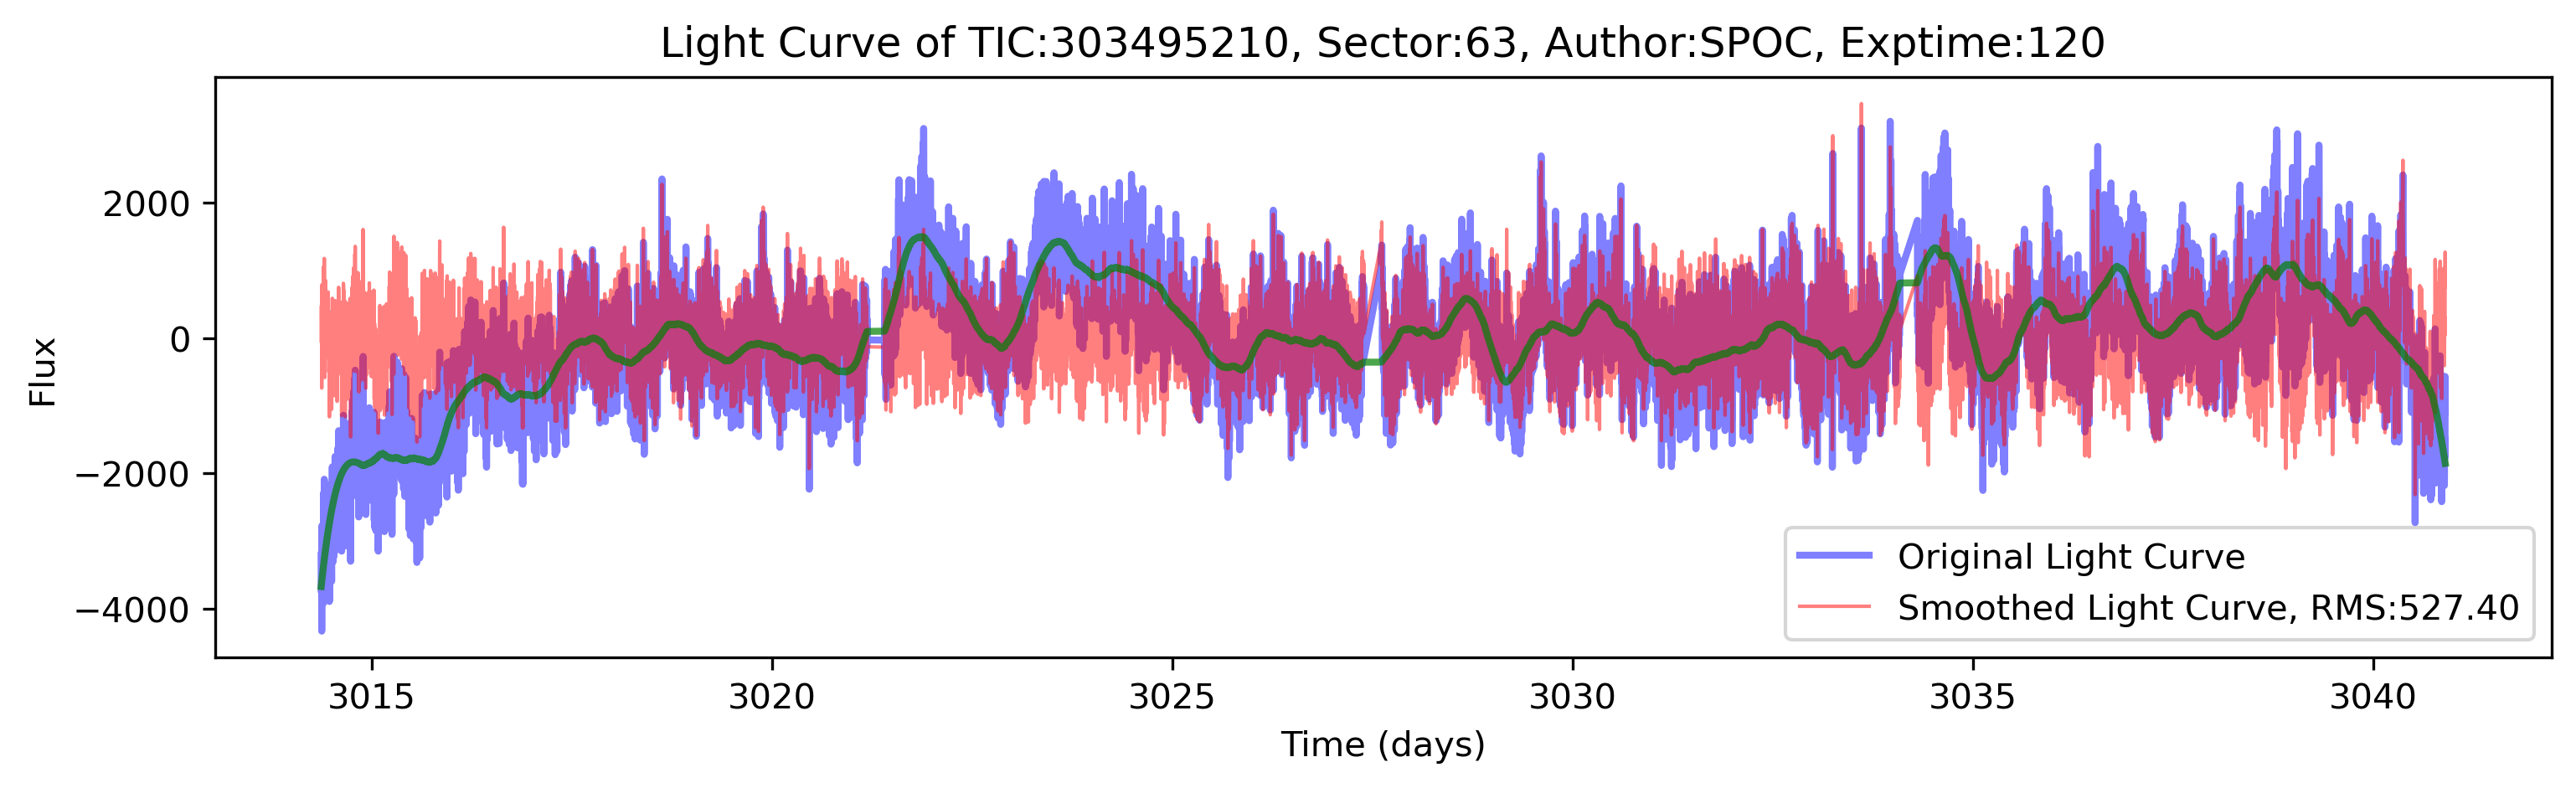 Light Curve of TIC:303495210, Sector:63, Author:SPOC, Exptime:120
Flux
2000
0
−2000
−4000
Original Light Curve
Smoothed Light Curve, RMS:527.40
3015 3020 3025 3030 3035 3040
Time (days)